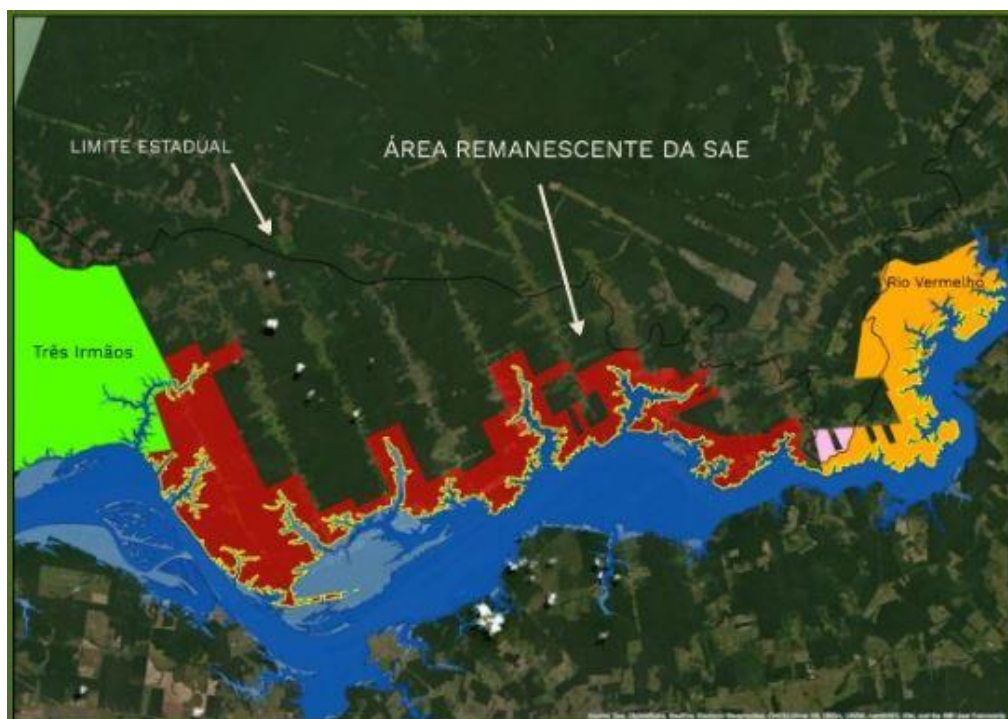 LIMITE ESTADUAL
ÁREA REMANESCENTE DA SAE
Rio Vermelho
Três Irmãos